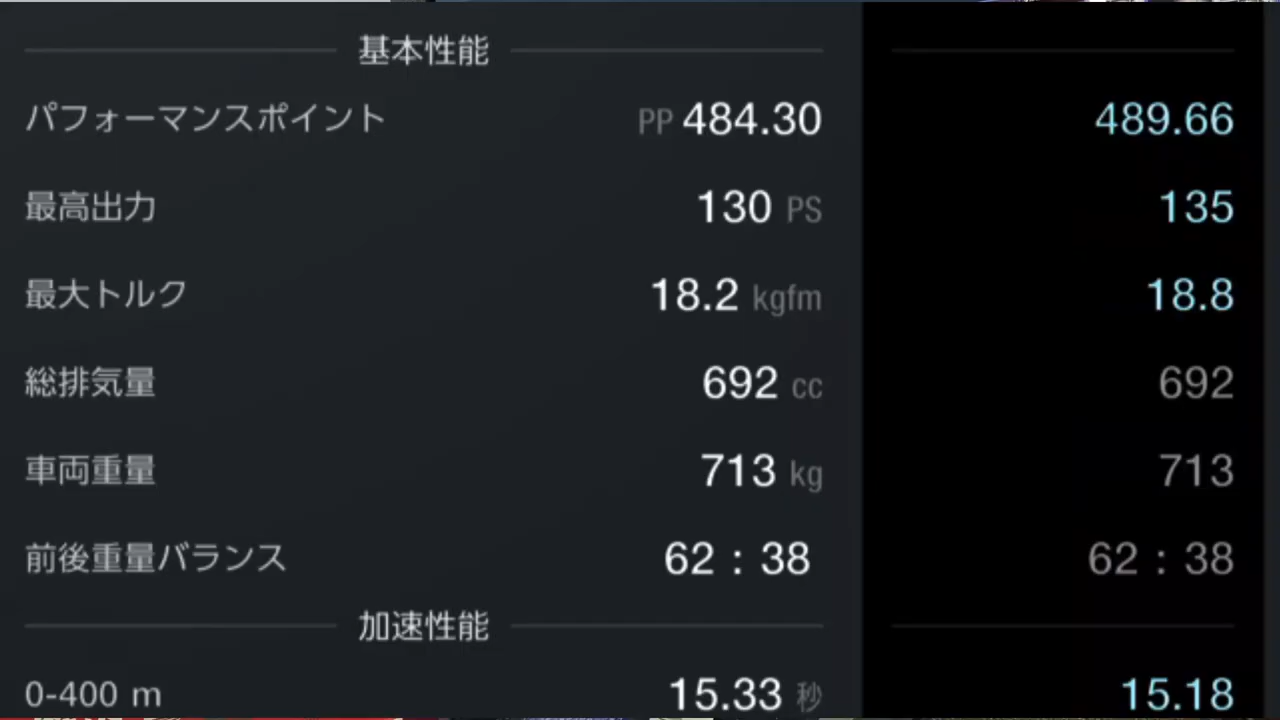 基本性能
パフォーマンスポイント PP 484.30 489.66
最高出力 130 PS 135
最大トルク 18.2 kgfm 18.8
総排気量 692 cc 692
車両重量 713 kg 713
前後重量バランス 62 : 38 62 : 38
加速性能
0-400 m 15.33 秒 15.18